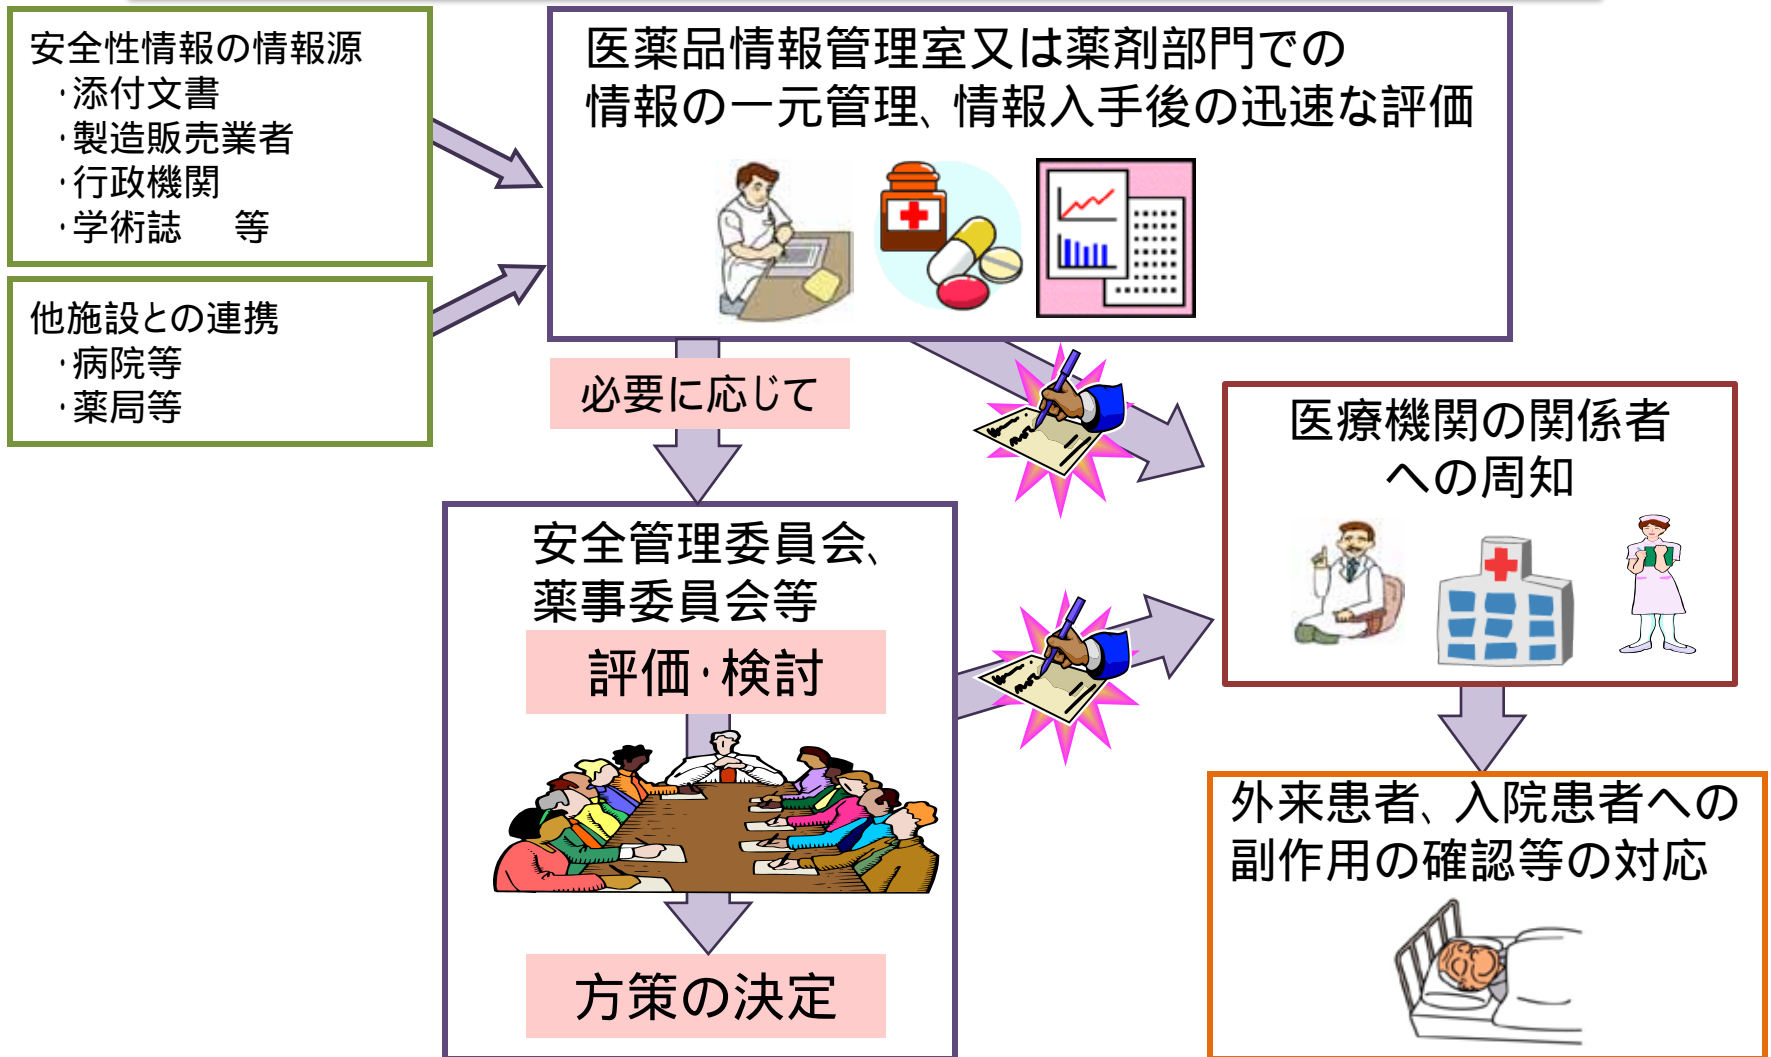 安全性情報の情報源
・添付文書
・製造販売業者
・行政機関
・学術誌　等
他施設との連携
・病院等
・薬局等
医薬品情報管理室又は薬剤部門での
情報の一元管理、情報入手後の迅速な評価
必要に応じて
安全管理委員会、
薬事委員会等
評価・検討
方策の決定
医療機関の関係者
への周知
外来患者、入院患者への
副作用の確認等の対応